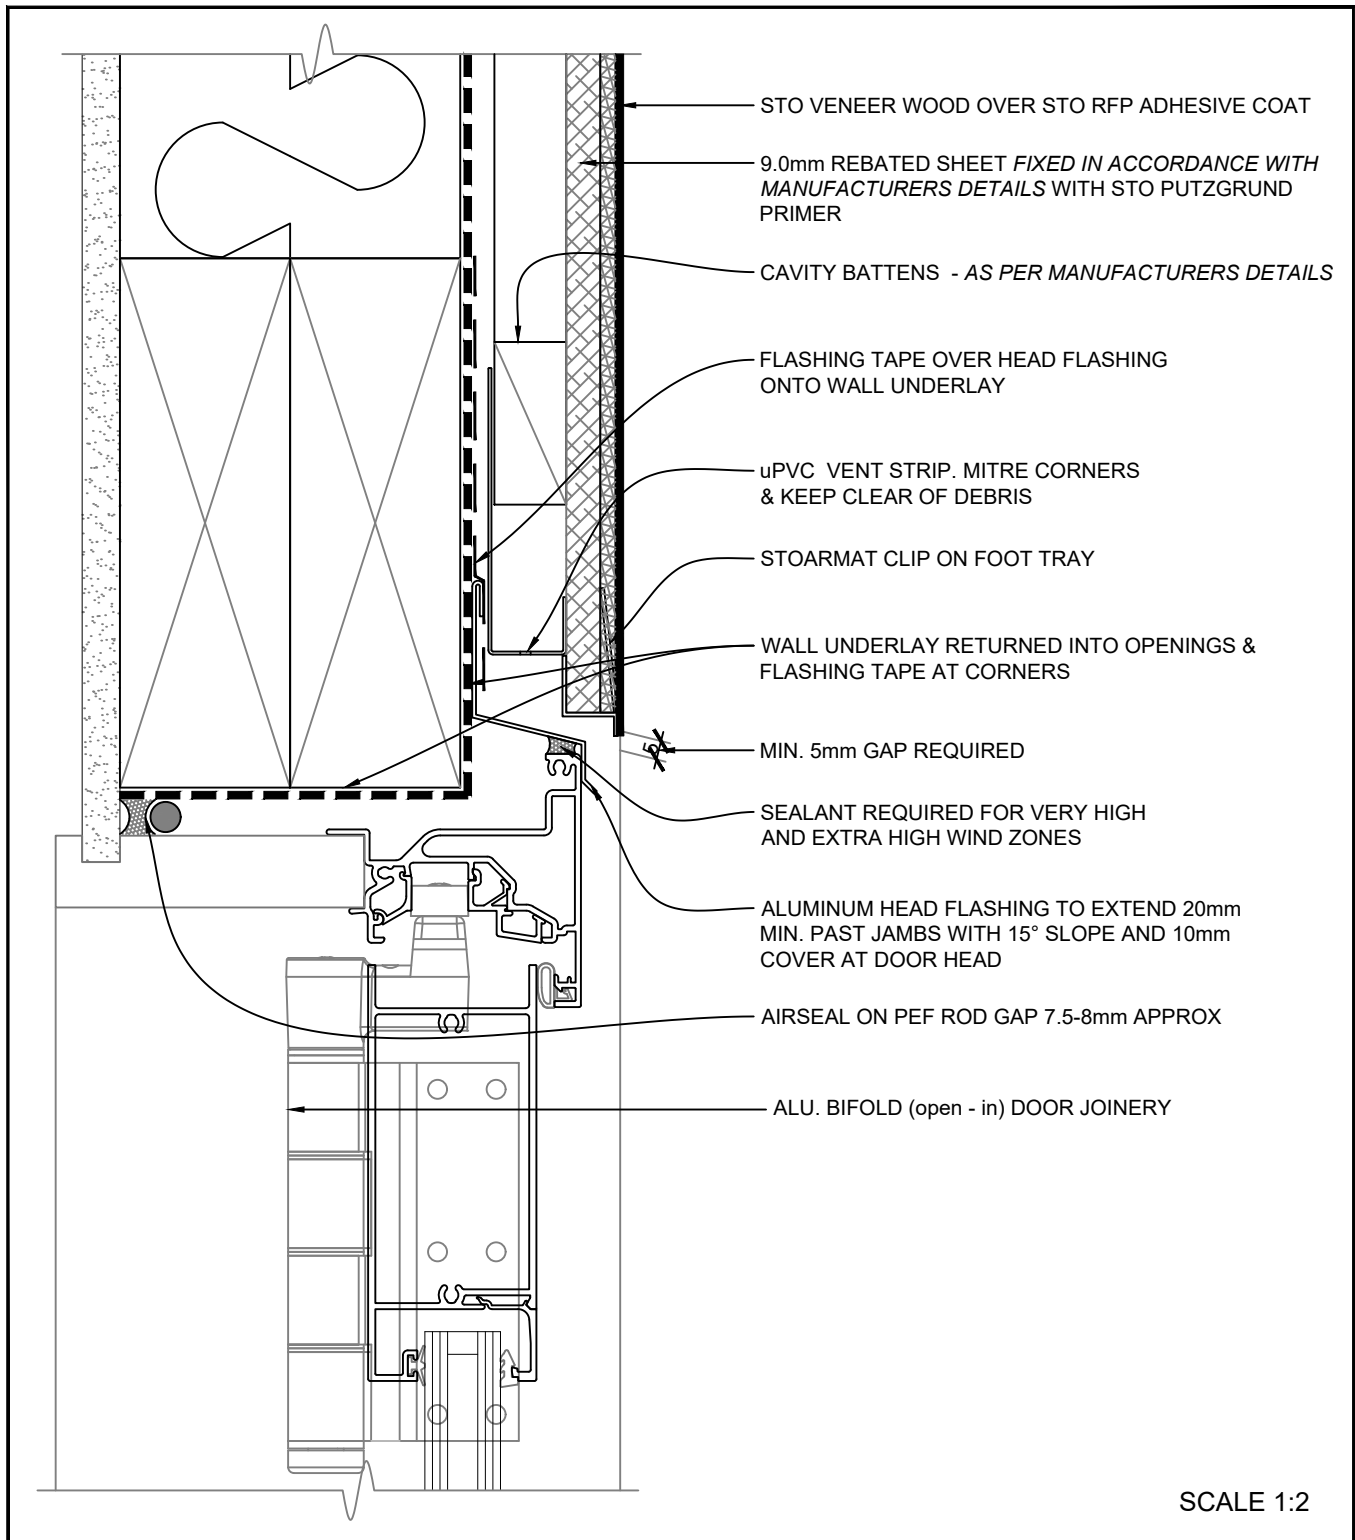 STO VENEER WOOD OVER STO RFP ADHESIVE COAT
9.0mm REBATED SHEET FIXED IN ACCORDANCE WITH
MANUFACTURERS DETAILS WITH STO PUTZGRUND
PRIMER
CAVITY BATTENS - AS PER MANUFACTURERS DETAILS
FLASHING TAPE OVER HEAD FLASHING
ONTO WALL UNDERLAY
uPVC VENT STRIP. MITRE CORNERS
& KEEP CLEAR OF DEBRIS
STOARMAT CLIP ON FOOT TRAY
WALL UNDERLAY RETURNED INTO OPENINGS &
FLASHING TAPE AT CORNERS
5
MIN. 5mm GAP REQUIRED
SEALANT REQUIRED FOR VERY HIGH
AND EXTRA HIGH WIND ZONES
ALUMINUM HEAD FLASHING TO EXTEND 20mm
MIN. PAST JAMBS WITH 15° SLOPE AND 10mm
COVER AT DOOR HEAD
AIRSEAL ON PEF ROD GAP 7.5-8mm APPROX
ALU. BIFOLD (open - in) DOOR JOINERY
SCALE 1:2